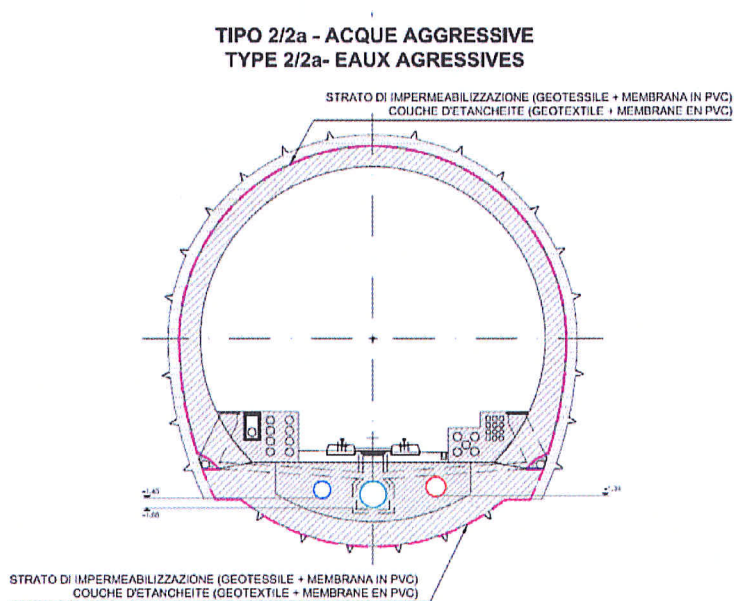 TIPO 2/2a - ACQUE AGGRESSIVE
TYPE 2/2a- EAUX AGRESSIVES
STRATO DI IMPERMEABILIZZAZIONE (GEOTESSILE + MEMBRANA IN PVC)
COUCHE D'ETANCHEITE (GEOTEXTILE + MEMBRANE EN PVC)
STRATO DI IMPERMEABILIZZAZIONE (GEOTESSILE + MEMBRANA IN PVC)
COUCHE D'ETANCHEITE (GEOTEXTILE + MEMBRANE EN PVC)